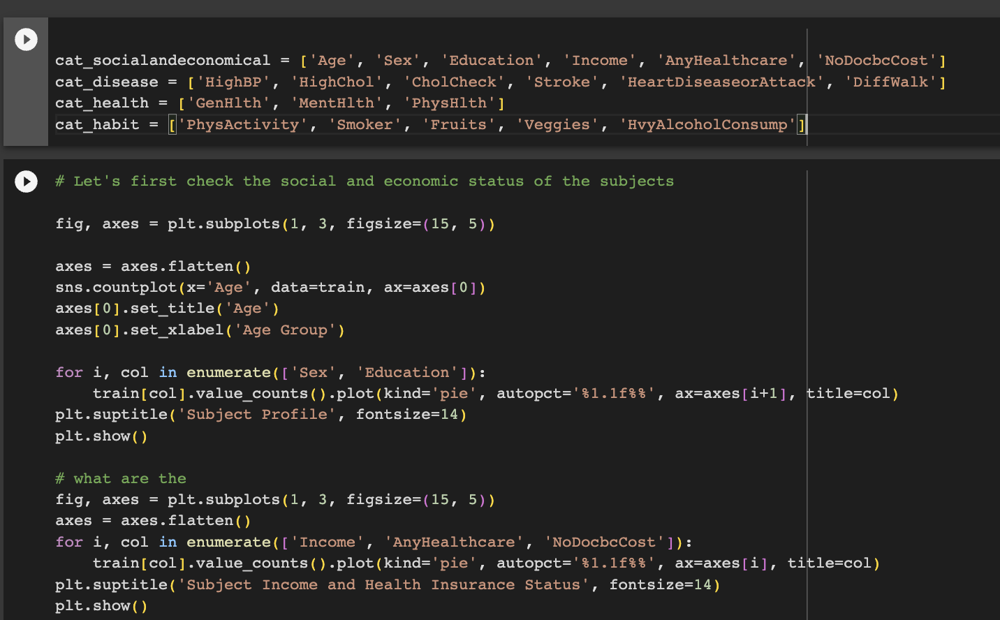 cat_socialandeconomical = ['Age', 'Sex', 'Education', 'Income', 'AnyHealthcare', 'NoDocbcCost']
cat_disease = ['HighBP', 'HighChol', 'CholCheck', 'Stroke', 'HeartDiseaseorAttack', 'DiffWalk']
cat_health = ['GenHlth', 'MentHlth', 'PhysHlth']
cat_habit = ['PhysActivity', 'Smoker', 'Fruits', 'Veggies', 'HvyAlcoholConsump']
# Let's first check the social and economic status of the subjects
fig, axes = plt.subplots(1, 3, figsize=(15, 5))
axes = axes.flatten()
sns.countplot(x='Age', data=train, ax=axes[0])
axes[0].set_title('Age')
axes[0].set_xlabel('Age Group')
for i, col in enumerate(['Sex', 'Education']):
    train[col].value_counts().plot(kind='pie', autopct='%1.1f%%', ax=axes[i+1], title=col)
plt.suptitle('Subject Profile', fontsize=14)
plt.show()
# what are the
fig, axes = plt.subplots(1, 3, figsize=(15, 5))
axes = axes.flatten()
for i, col in enumerate(['Income', 'AnyHealthcare', 'NoDocbcCost']):
    train[col].value_counts().plot(kind='pie', autopct='%1.1f%%', ax=axes[i], title=col)
plt.suptitle('Subject Income and Health Insurance Status', fontsize=14)
plt.show()